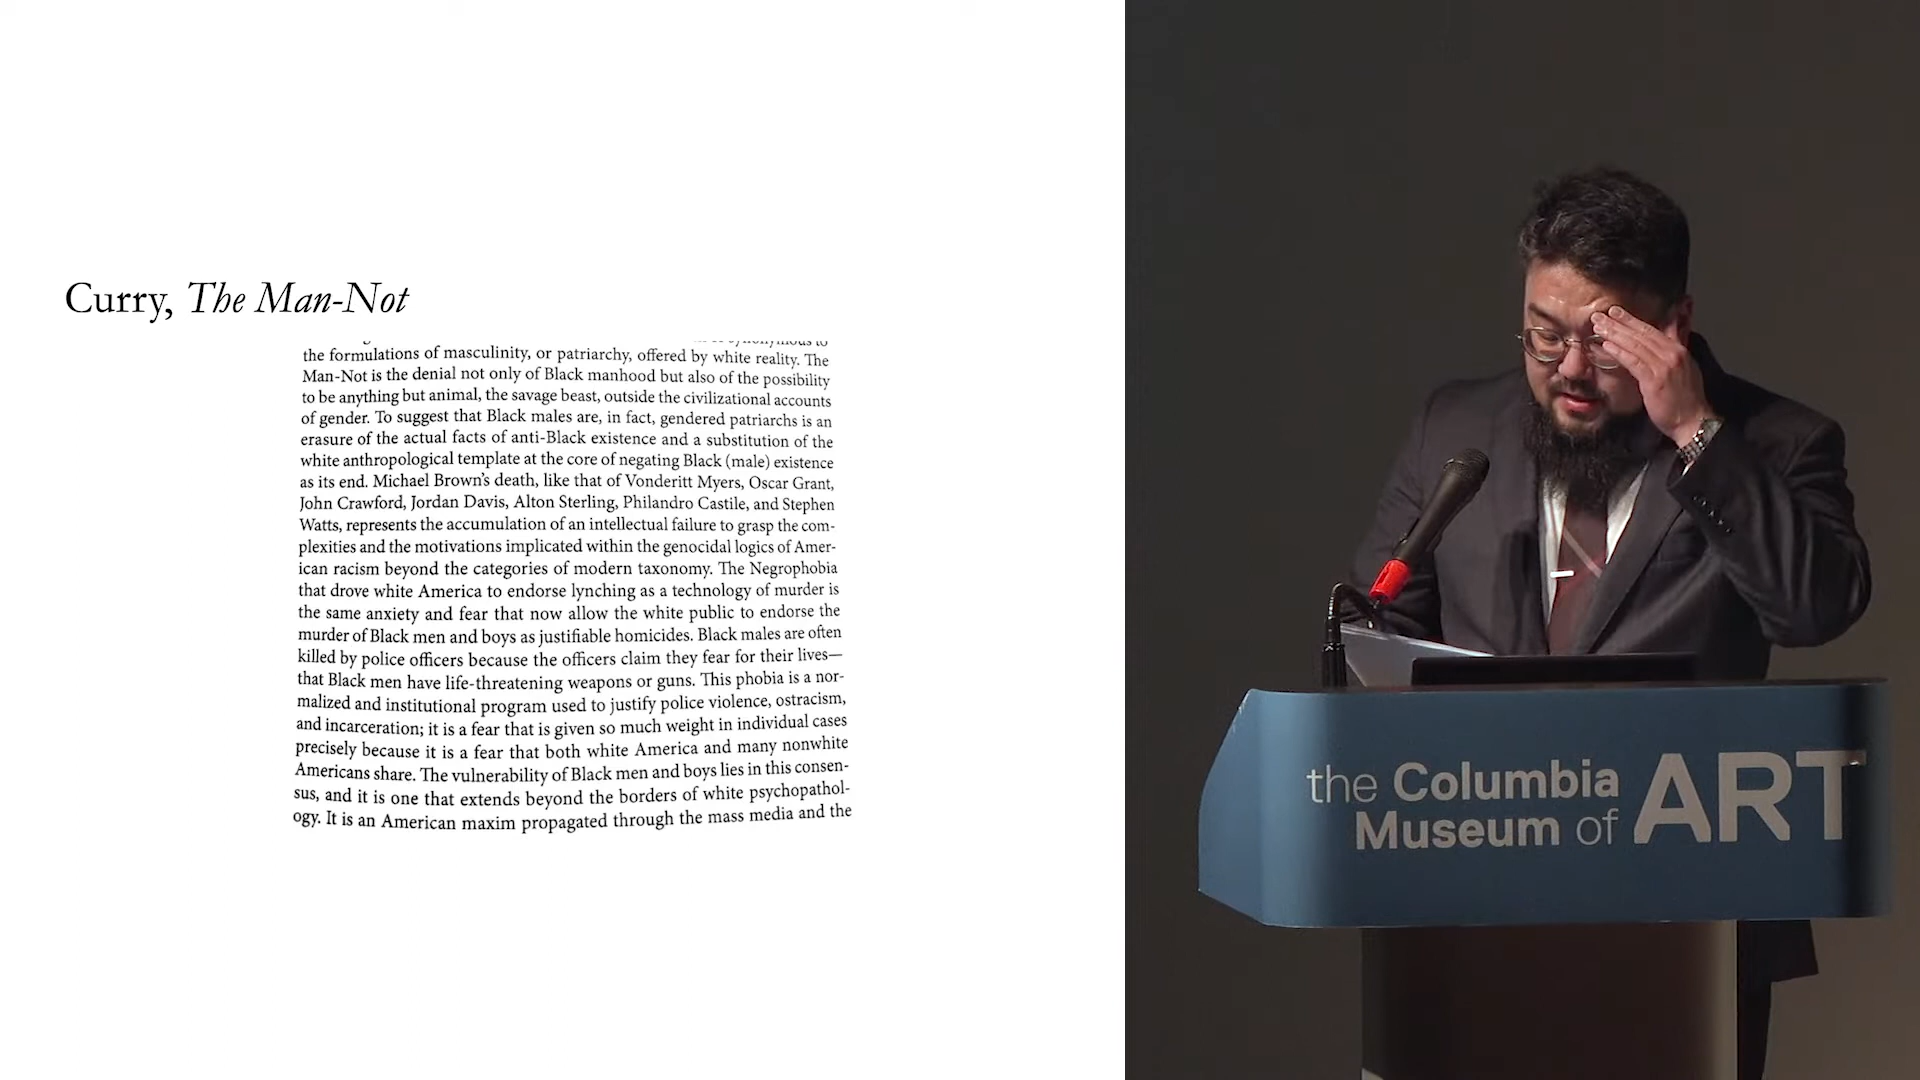 Curry, The Man-Not
synonymous to
the formulations of masculinity, or patriarchy, offered by white reality. The
Man-Not is the denial not only of Black manhood but also of the possibility
to be anything but animal, the savage beast, outside the civilizational accounts
of gender. To suggest that Black males are, in fact, gendered patriarchs is an
erasure of the actual facts of anti-Black existence and a substitution of the
white anthropological template at the core of negating Black (male) existence
as its end. Michael Brown’s death, like that of Vonderitt Myers, Oscar Grant,
John Crawford, Jordan Davis, Alton Sterling, Philandro Castile, and Stephen
Watts, represents the accumulation of an intellectual failure to grasp the com-
plexities and the motivations implicated within the genocidal logics of Amer-
ican racism beyond the categories of modern taxonomy. The Negrophobia
that drove white America to endorse lynching as a technology of murder is
the same anxiety and fear that now allow the white public to endorse the
murder of Black men and boys as justifiable homicides. Black males are often
killed by police officers because the officers claim they fear for their lives—
that Black men have life-threatening weapons or guns. This phobia is a nor-
malized and institutional program used to justify police violence, ostracism,
and incarceration; it is a fear that is given so much weight in individual cases
precisely because it is a fear that both white America and many nonwhite
Americans share. The vulnerability of Black men and boys lies in this consen-
sus, and it is one that extends beyond the borders of white psychopathol-
ogy. It is an American maxim propagated through the mass media and the
the Columbia
Museum of ART